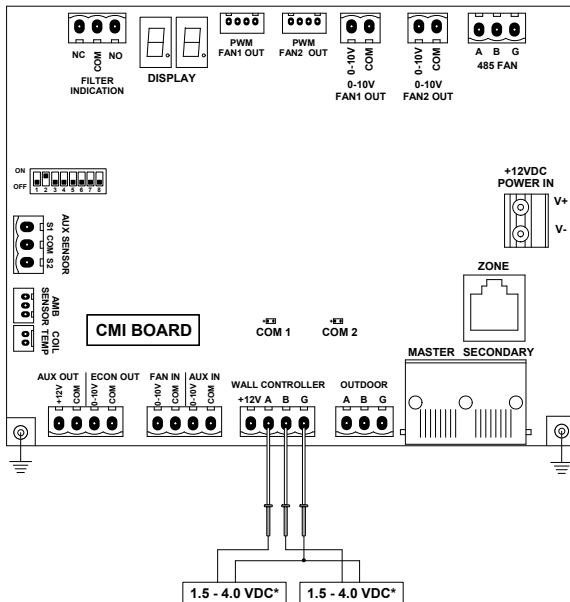 NC
COM
NO
FILTER
INDICATION
DISPLAY
PWM
FAN1 OUT
PWM
FAN2 OUT
0-10V
COM
0-10V
FAN1 OUT
0-10V
COM
0-10V
FAN2 OUT
A B G
485 FAN
ON
OFF
1 2 3 4 5 6 7 8
+12VDC
POWER IN
V+
V-
S1 COM S2
AUX SENSOR
AMB
SENSOR
COIL
TEMP
CMI BOARD
COM 1
COM 2
ZONE
MASTER SECONDARY
AUX OUT
+12V
COM
ECON OUT
0-10V
COM
FAN IN
0-10V
COM
AUX IN
0-10V
COM
WALL CONTROLLER
+12V A B G
OUTDOOR
A B G
1.5 - 4.0 VDC*
1.5 - 4.0 VDC*